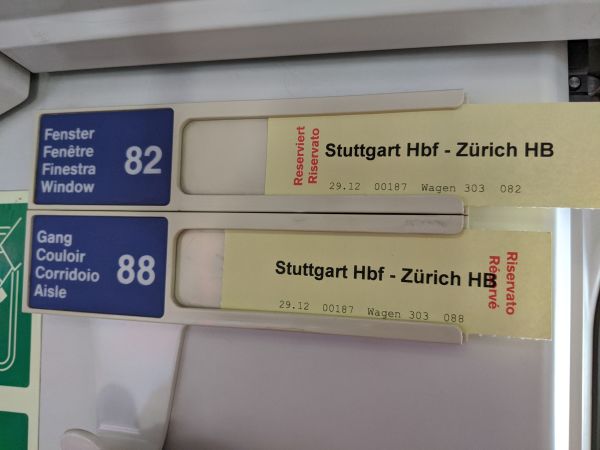 Fenster
Fenêtre
Finestra
Window
82
Reserviert
Riservato
Stuttgart Hbf - Zürich HB
29.12 00187 Wagen 303 082
Gang
Couloir
Corridoio
Aisle
88
Stuttgart Hbf - Zürich HB
29.12 00187 Wagen 303 088
Riservato
Réservé